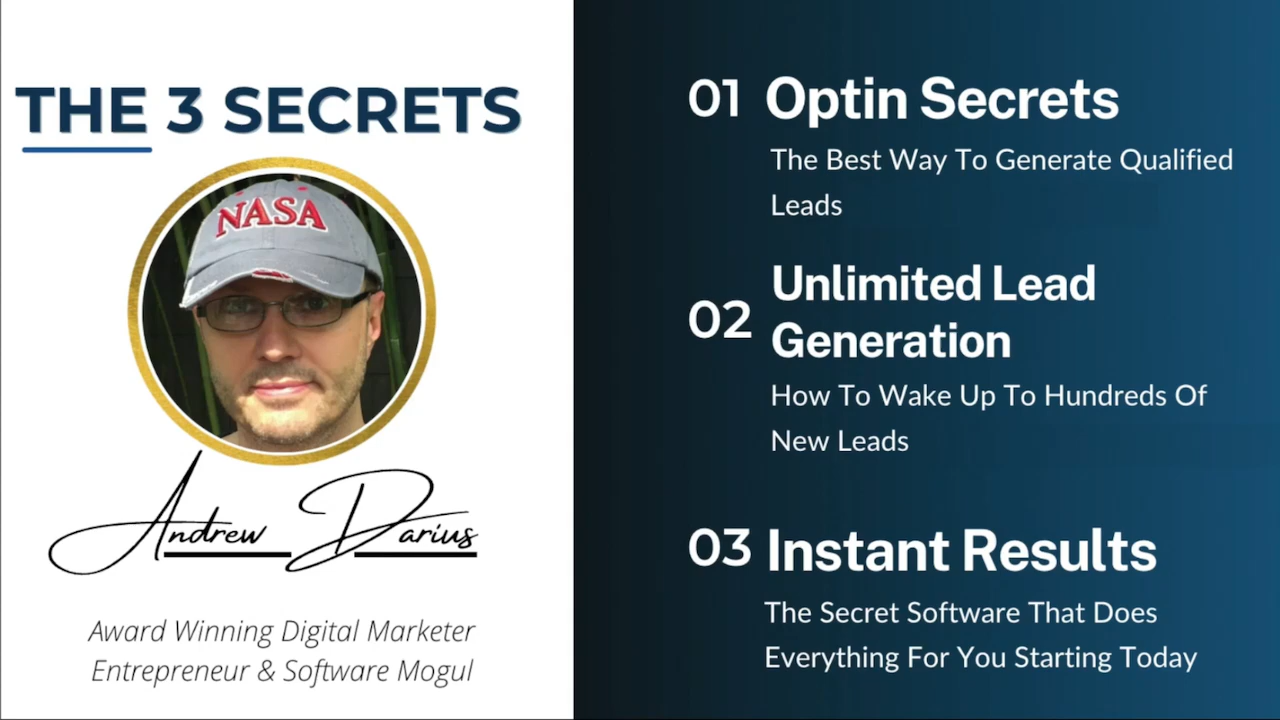 THE 3 SECRETS
NASA
Andrew Darius
Award Winning Digital Marketer
Entrepreneur & Software Mogul
01 Optin Secrets
The Best Way To Generate Qualified
Leads
02 Unlimited Lead
Generation
How To Wake Up To Hundreds Of
New Leads
03 Instant Results
The Secret Software That Does
Everything For You Starting Today